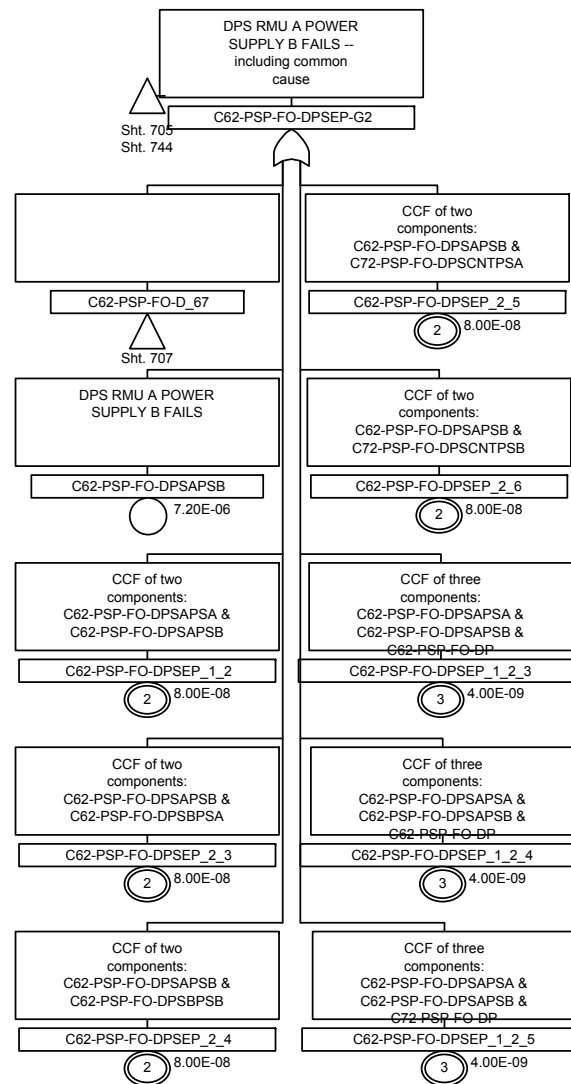 DPS RMU A POWER
SUPPLY B FAILS --
including common
cause
Sht. 705
Sht. 744
C62-PSP-FO-DPSEP-G2
C62-PSP-FO-D_67
Sht. 707
CCF of two
components:
C62-PSP-FO-DPSAPSB &
C72-PSP-FO-DPSCNTPSA
C62-PSP-FO-DPSEP_2_5
2
8.00E-08
DPS RMU A POWER
SUPPLY B FAILS
C62-PSP-FO-DPSAPSB
7.20E-06
CCF of two
components:
C62-PSP-FO-DPSAPSB &
C72-PSP-FO-DPSCNTPSB
C62-PSP-FO-DPSEP_2_6
2
8.00E-08
CCF of two
components:
C62-PSP-FO-DPSAPSA &
C62-PSP-FO-DPSAPSB
C62-PSP-FO-DPSEP_1_2
2
8.00E-08
CCF of three
components:
C62-PSP-FO-DPSAPSA &
C62-PSP-FO-DPSAPSB &
C62-PSP-FO-DP
C62-PSP-FO-DPSEP_1_2_3
3
4.00E-09
CCF of two
components:
C62-PSP-FO-DPSAPSB &
C62-PSP-FO-DPSBPSA
C62-PSP-FO-DPSEP_2_3
2
8.00E-08
CCF of three
components:
C62-PSP-FO-DPSAPSA &
C62-PSP-FO-DPSAPSB &
C62-PSP-FO-DP
C62-PSP-FO-DPSEP_1_2_4
3
4.00E-09
CCF of two
components:
C62-PSP-FO-DPSAPSB &
C62-PSP-FO-DPSBPSB
C62-PSP-FO-DPSEP_2_4
2
8.00E-08
CCF of three
components:
C62-PSP-FO-DPSAPSA &
C62-PSP-FO-DPSAPSB &
C72-PSP-FO-DP
C62-PSP-FO-DPSEP_1_2_5
3
4.00E-09